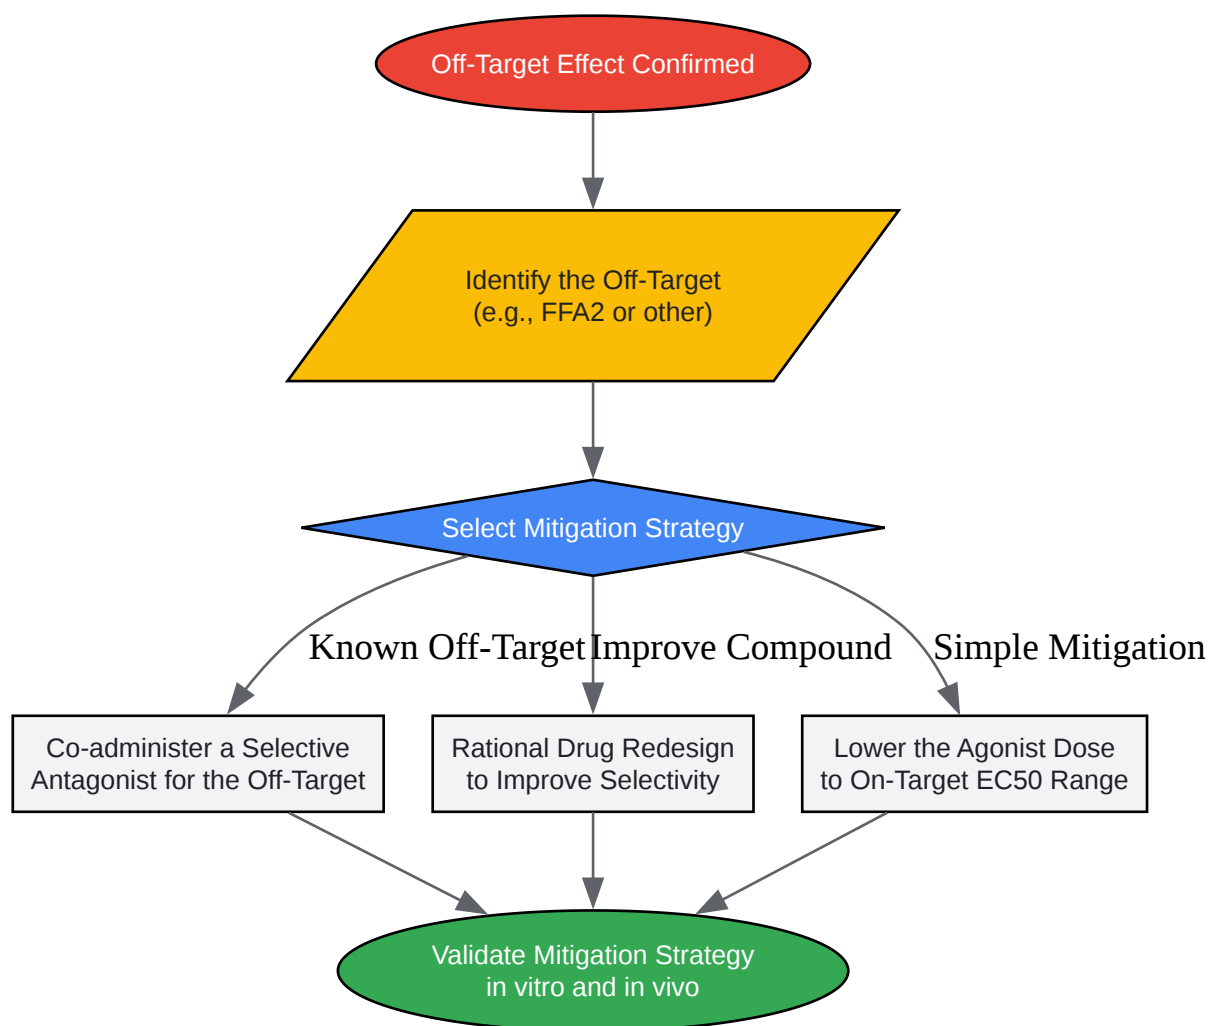 Off-Target Effect Confirmed
Identify the Off-Target
(e.g., FFA2 or other)
Select Mitigation Strategy
Known Off-Target
Improve Compound
Simple Mitigation
Co-administer a Selective
Antagonist for the Off-Target
Rational Drug Redesign
to Improve Selectivity
Lower the Agonist Dose
to On-Target EC50 Range
Validate Mitigation Strategy
in vitro and in vivo